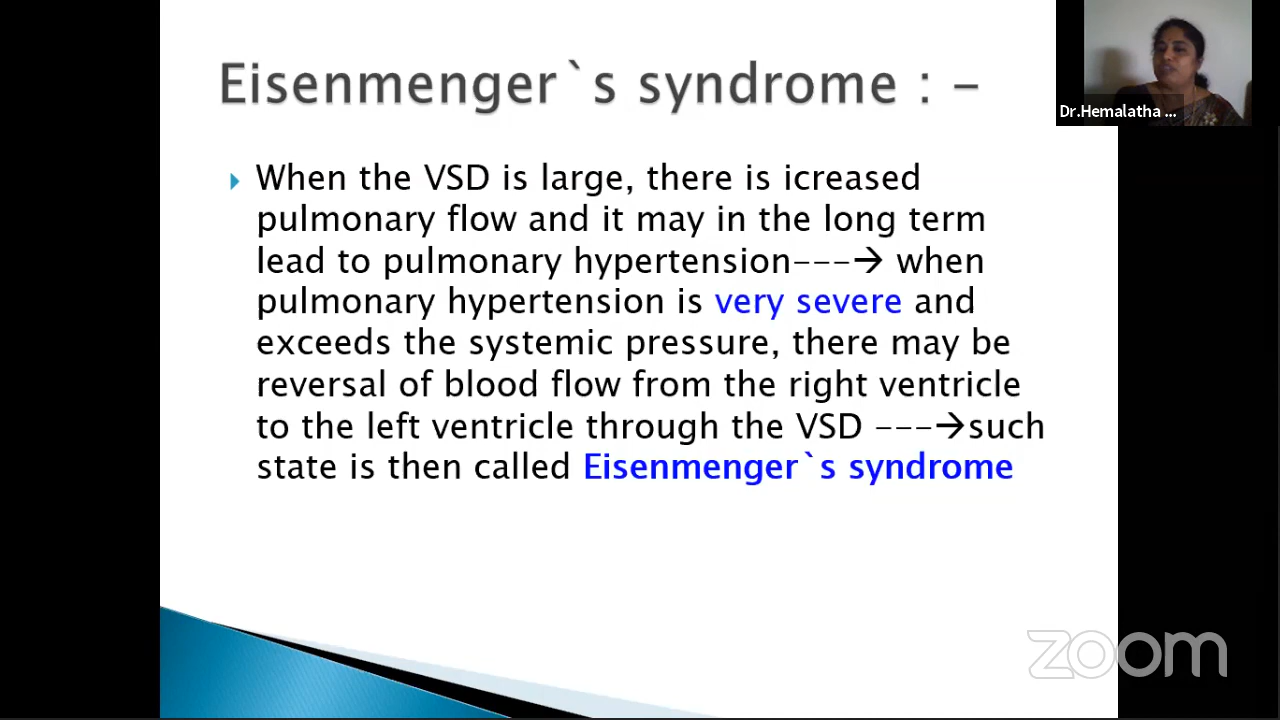 Eisenmenger`s syndrome : -
Dr.Hemalatha ...
When the VSD is large, there is icreased
pulmonary flow and it may in the long term
lead to pulmonary hypertension---→ when
pulmonary hypertension is very severe and
exceeds the systemic pressure, there may be
reversal of blood flow from the right ventricle
to the left ventricle through the VSD ---→such
state is then called Eisenmenger`s syndrome
zoom